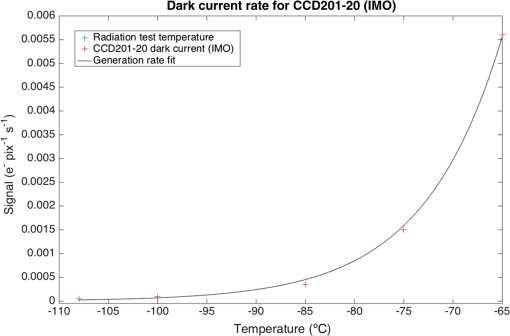 Dark current rate for CCD201-20 (IMO)
Radiation test temperature
CCD201-20 dark current (IMO)
Generation rate fit
Signal (e- pix-1 s-1)
0.006
0.0055
0.005
0.0045
0.004
0.0035
0.003
0.0025
0.002
0.0015
0.001
0.0005
0
-110 -105 -100 -95 -90 -85 -80 -75 -70 -65
Temperature (ºC)